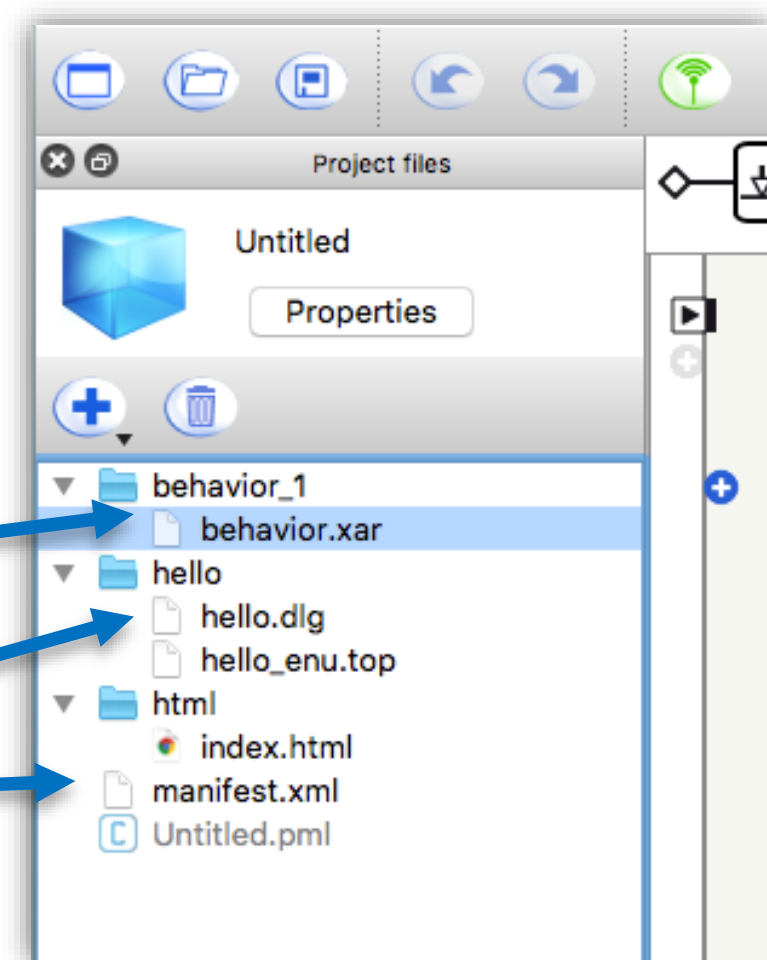 Project files
Untitled
Properties
behavior_1
behavior.xar
hello
hello.dlg
hello_enu.top
html
index.html
manifest.xml
Untitled.pml